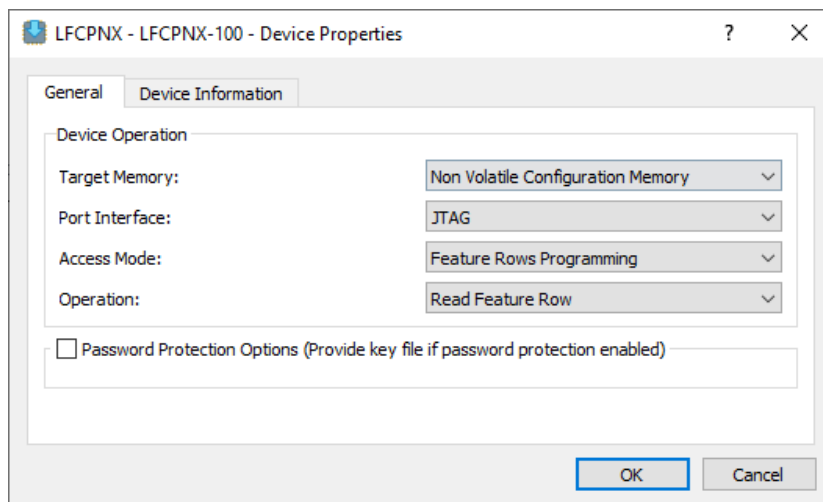 LFCPNX - LFCPNX-100 - Device Properties ?
General Device Information
Device Operation
Target Memory: Non Volatile Configuration Memory
Port Interface: JTAG
Access Mode: Feature Rows Programming
Operation: Read Feature Row
Password Protection Options (Provide key file if password protection enabled)
OK Cancel